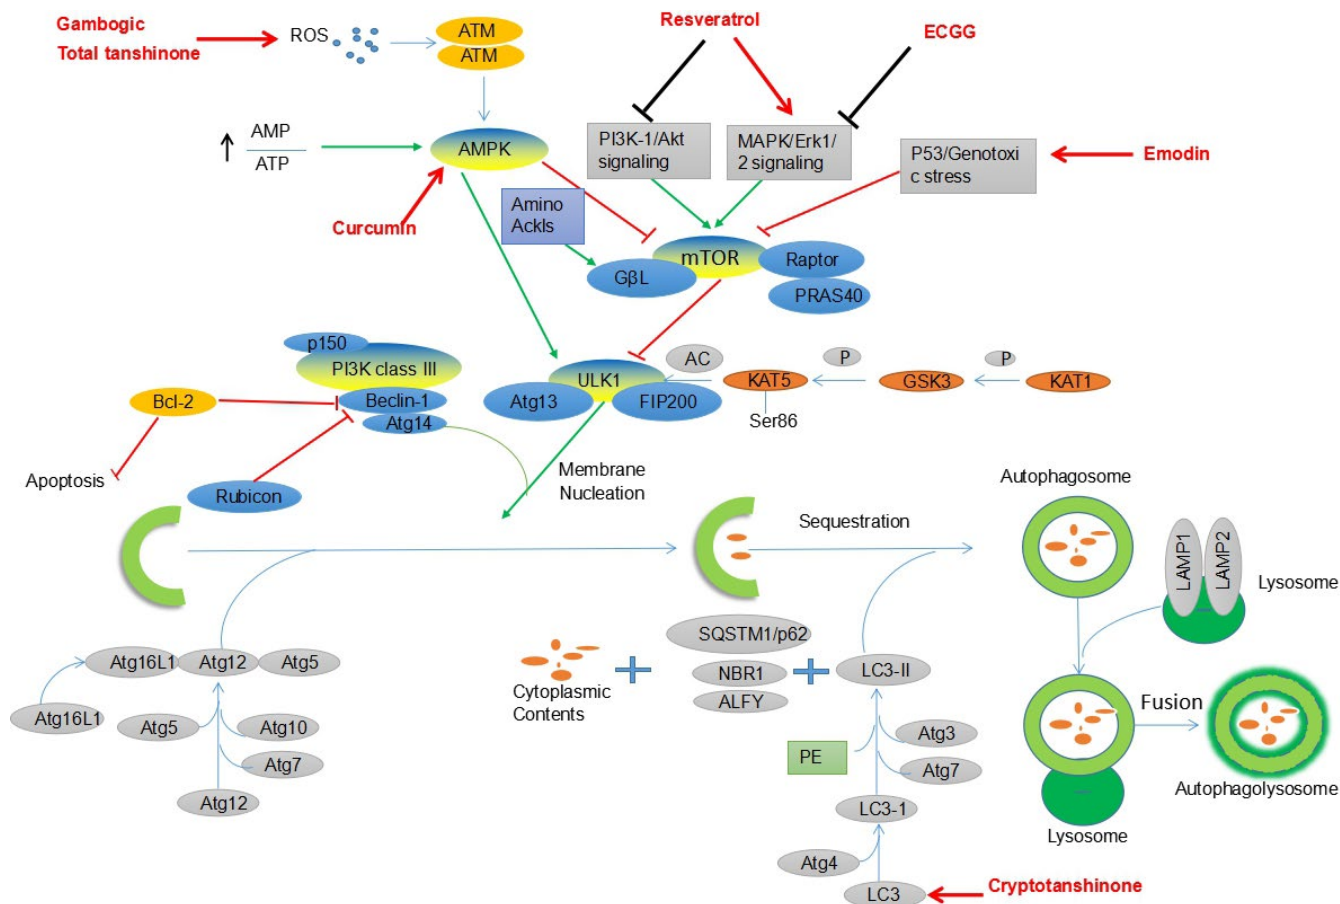 Gambogic
Total tanshinone
ROS
ATM
ATM
Resveratrol
ECGG
AMP
ATP
AMPK
PI3K-1/Akt
signaling
MAPK/Erk1/
2 signaling
P53/Genotoxi
c stress
Emodin
Curcumin
Amino
Ackls
mTOR
GβL
Raptor
PRAS40
p150
PI3K class III
Bcl-2
Beclin-1
Atg14
ULK1
Atg13
FIP200
AC
KAT5
P
GSK3
P
KAT1
Ser86
Apoptosis
Rubicon
Membrane
Nucleation
Sequestration
Autophagosome
LAMP1
LAMP2
Lysosome
Atg16L1
Atg12
Atg5
Atg16L1
Atg5
Atg10
Atg7
Atg12
Cytoplasmic
Contents
SQSTM1/p62
NBR1
ALFY
LC3-II
PE
Atg3
Atg7
LC3-1
Atg4
LC3
Cryptotanshinone
Fusion
Lysosome
Autophagolysosome